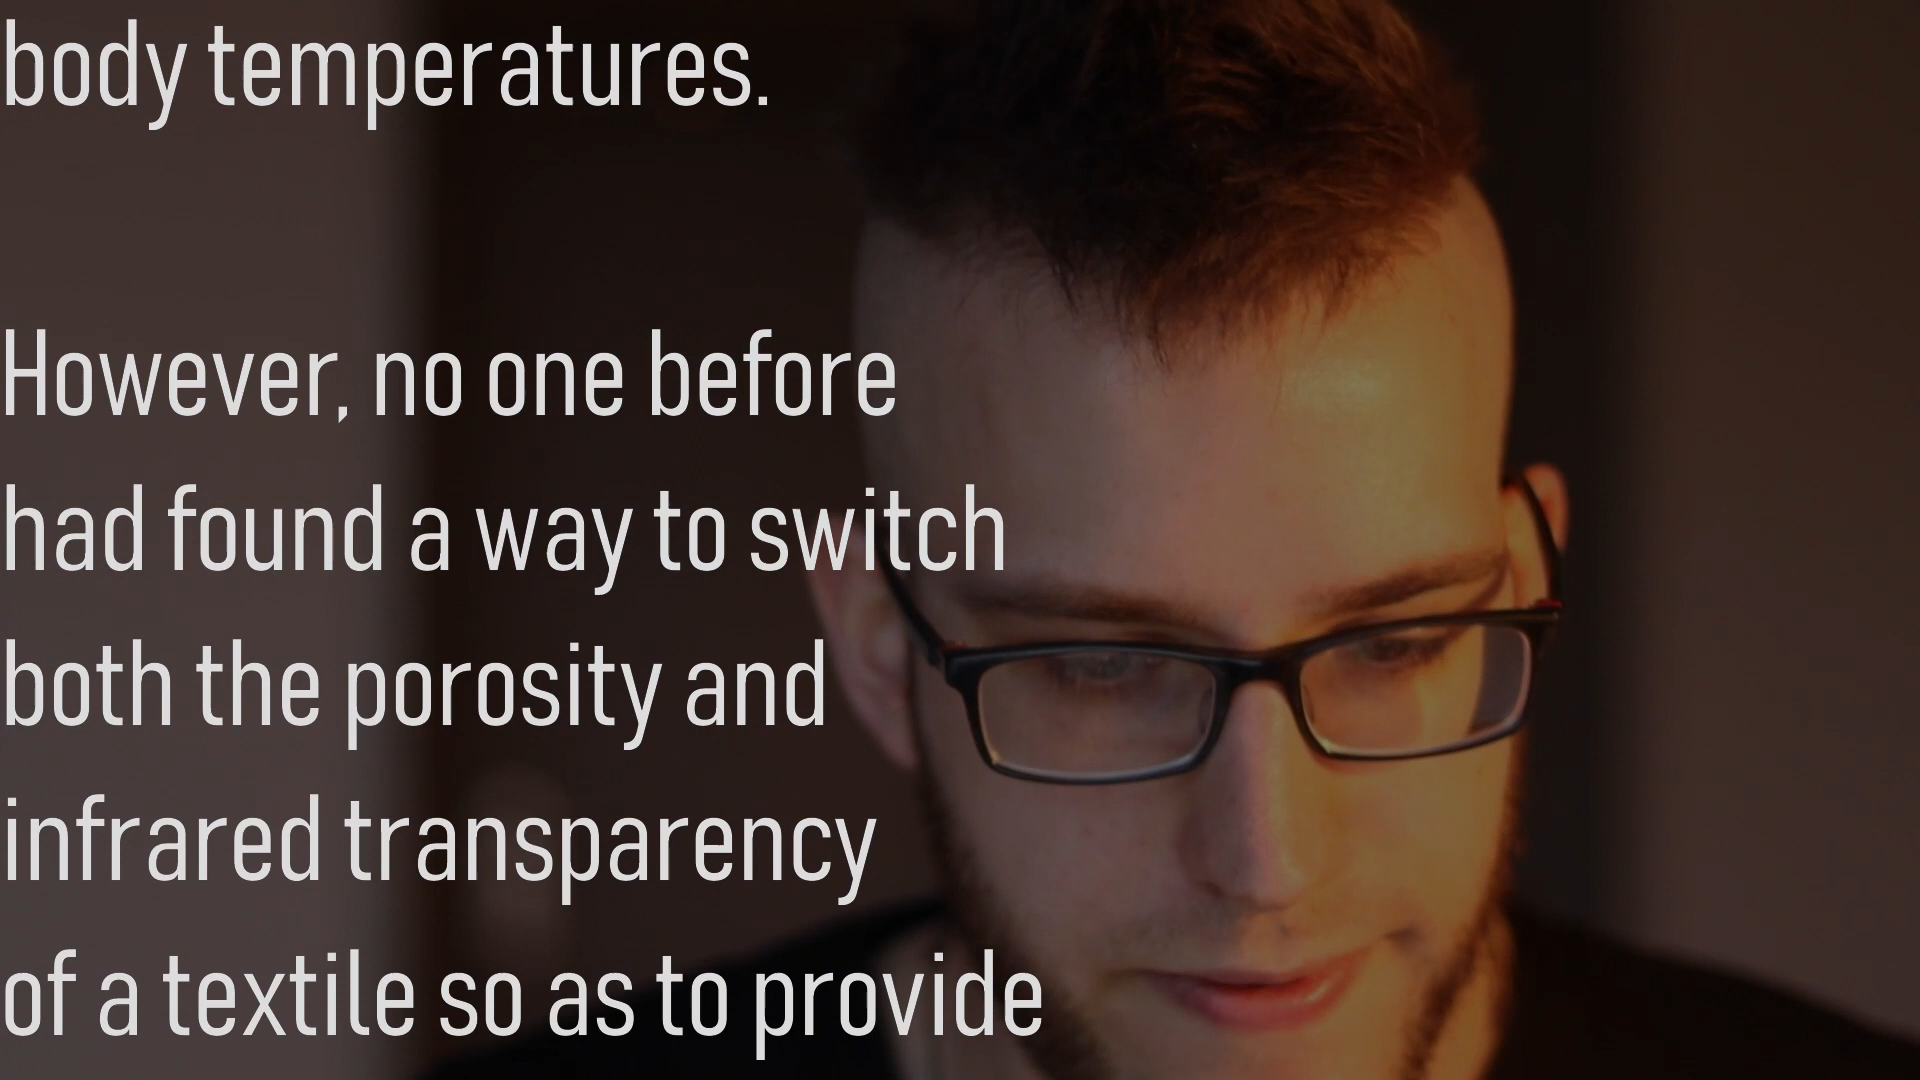 body temperatures.
However, no one before
had found a way to switch
both the porosity and
infrared transparency
of a textile so as to provide